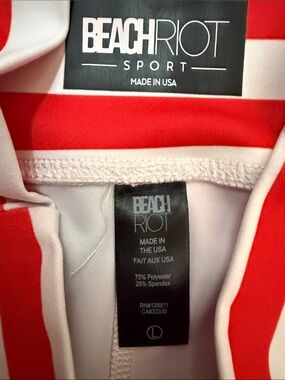 BEACHRIOT
SPORT
MADE IN USA
BEACH
RIOT
MADE IN
THE USA
FAIT AUX USA
75% Polyester
25% Spandex
RN#128811
CA#32350
L